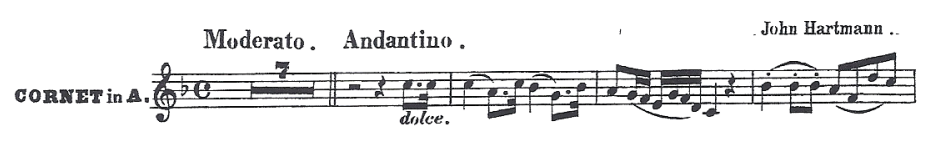 Moderato. Andantino. John Hartmann.
7
CORNET in A.
dolce.